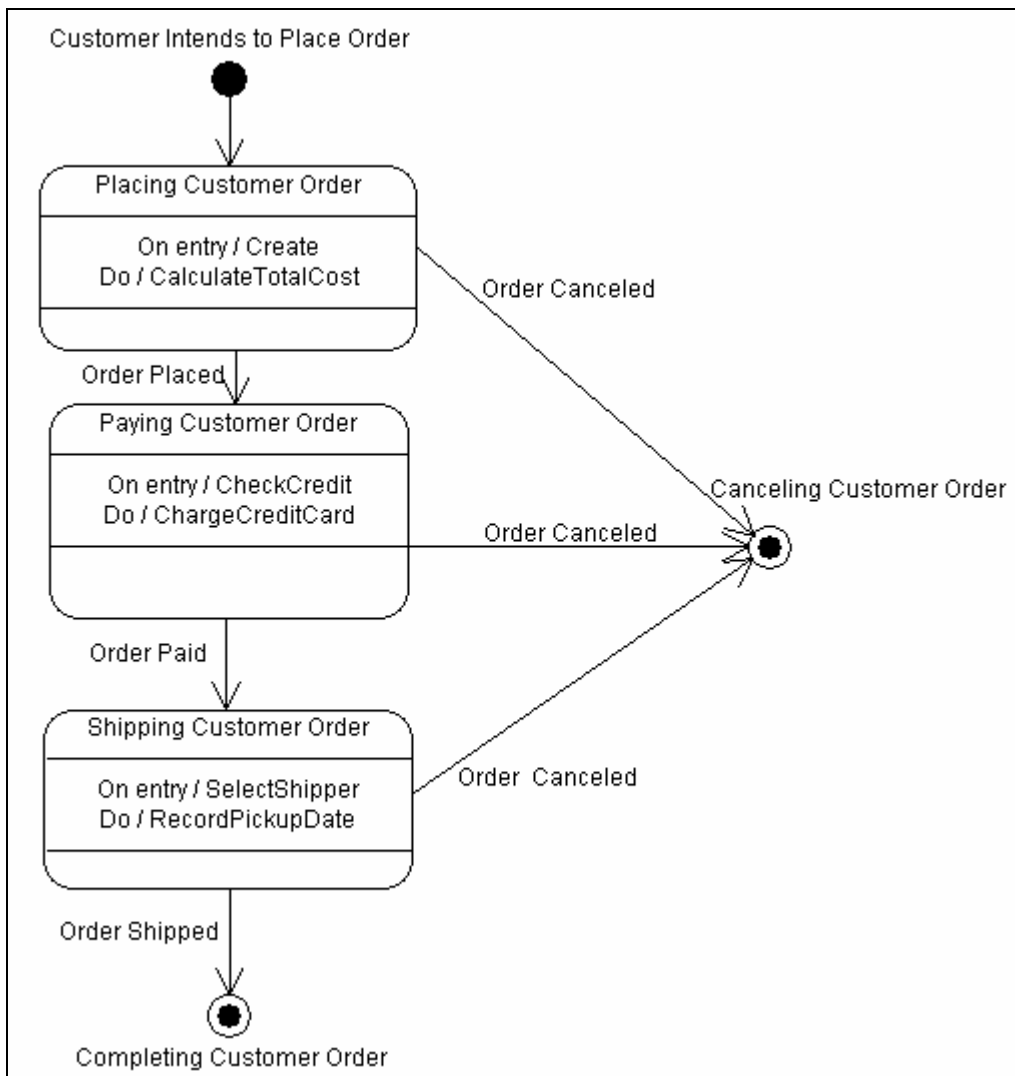 Customer Intends to Place Order
Placing Customer Order
On entry / Create
Do / CalculateTotalCost
Order Canceled
Order Placed
Paying Customer Order
On entry / CheckCredit
Do / ChargeCreditCard
Canceling Customer Order
Order Canceled
Order Paid
Shipping Customer Order
On entry / SelectShipper
Do / RecordPickupDate
Order Canceled
Order Shipped
Completing Customer Order